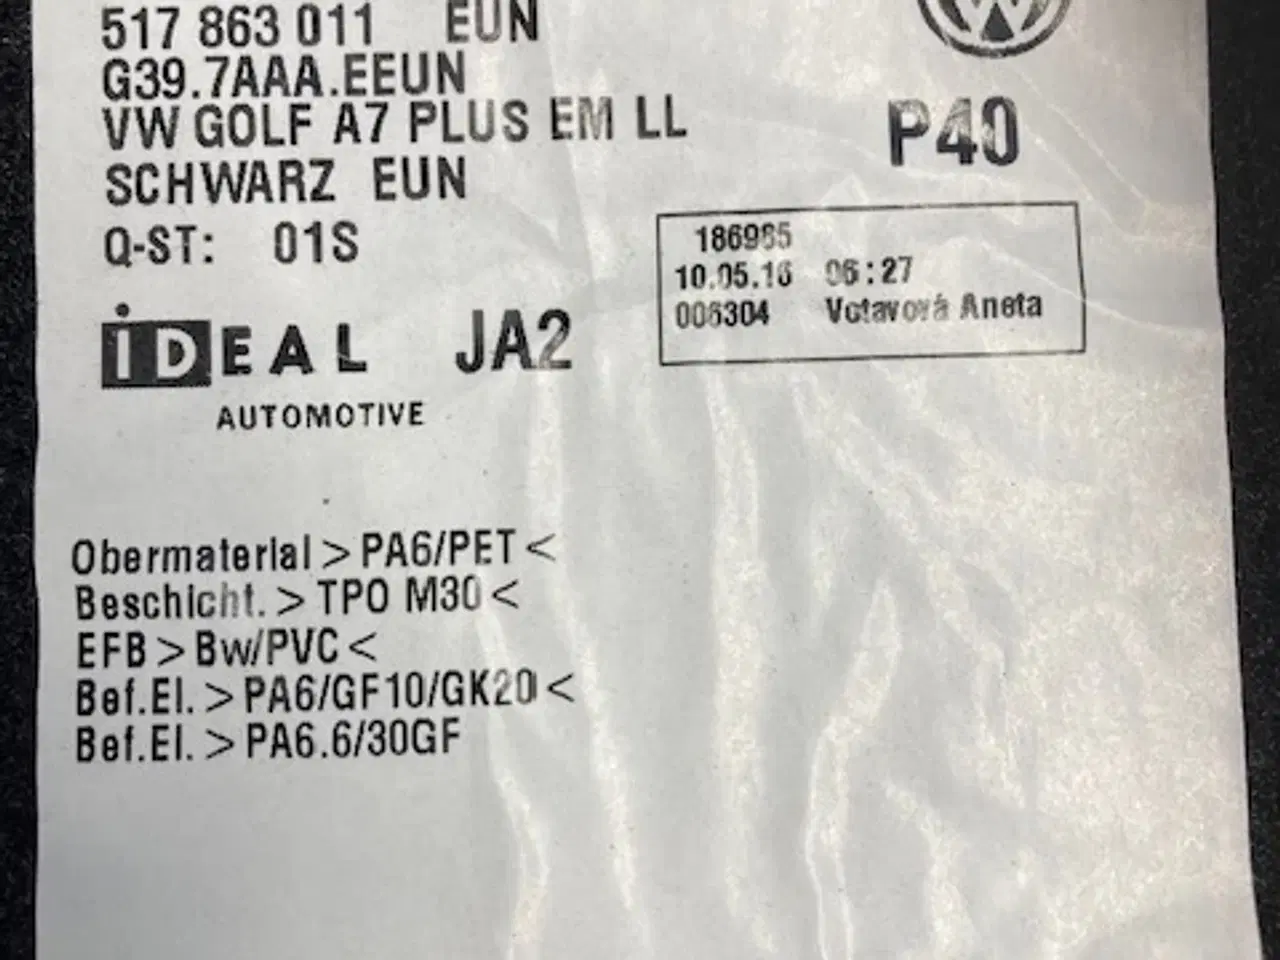 517 863 011 EUN
G39.7AAA.EEUN
VW GOLF A7 PLUS EM LL
P40
SCHWARZ EUN
Q-ST: 01S
186985
10.05.16 06:27
006304 Votavová Aneta
iDEAL JA2
AUTOMOTIVE
Obermaterial > PA6/PET <
Beschicht. > TPO M30 <
EFB > Bw/PVC <
Bef.El. > PA6/GF10/GK20 <
Bef.El. > PA6.6/30GF